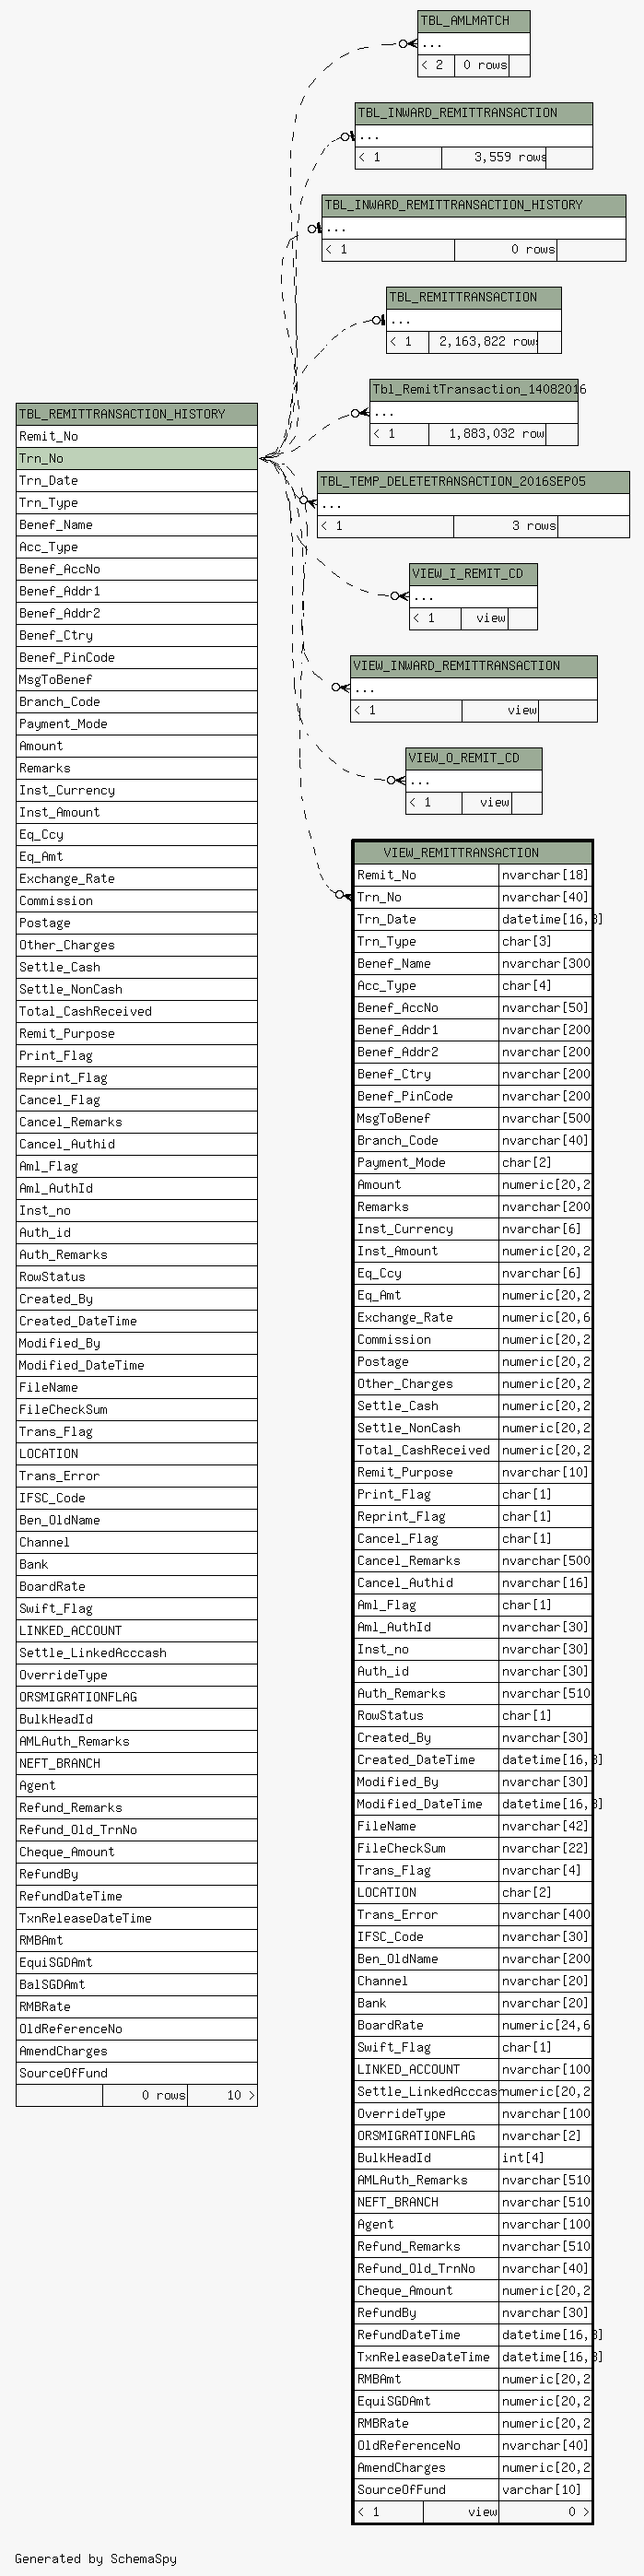 TBL_AMLMATCH
...
< 2 0 rows
TBL_INWARD_REMITTRANSACTION
...
< 1 3,559 rows
TBL_INWARD_REMITTRANSACTION_HISTORY
...
< 1 0 rows
TBL_REMITTRANSACTION
...
< 1 2,163,822 rows
Tbl_RemitTransaction_14082016
...
< 1 1,883,032 row
TBL_TEMP_DELETETRANSACTION_2016SEP05
...
< 1 3 rows
VIEW_I_REMIT_CD
...
< 1 view
VIEW_INWARD_REMITTRANSACTION
...
< 1 view
VIEW_O_REMIT_CD
...
< 1 view
TBL_REMITTRANSACTION_HISTORY
Remit_No
Trn_No
Trn_Date
Trn_Type
Benef_Name
Acc_Type
Benef_AccNo
Benef_Addr1
Benef_Addr2
Benef_Ctry
Benef_PinCode
MsgToBenef
Branch_Code
Payment_Mode
Amount
Remarks
Inst_Currency
Inst_Amount
Eq_Ccy
Eq_Amt
Exchange_Rate
Commission
Postage
Other_Charges
Settle_Cash
Settle_NonCash
Total_CashReceived
Remit_Purpose
Print_Flag
Reprint_Flag
Cancel_Flag
Cancel_Remarks
Cancel_Authid
Aml_Flag
Aml_AuthId
Inst_no
Auth_id
Auth_Remarks
RowStatus
Created_By
Created_DateTime
Modified_By
Modified_DateTime
FileName
FileCheckSum
Trans_Flag
LOCATION
Trans_Error
IFSC_Code
Ben_OldName
Channel
Bank
BoardRate
Swift_Flag
LINKED_ACCOUNT
Settle_LinkedAcccash
OverrideType
ORSMIGRATIONFLAG
BulkHeadId
AMLAuth_Remarks
NEFT_BRANCH
Agent
Refund_Remarks
Refund_Old_TrnNo
Cheque_Amount
RefundBy
RefundDateTime
TxnReleaseDateTime
RMBAmt
EquiSGDAmt
BalSGDAmt
RMBRate
OldReferenceNo
AmendCharges
SourceOfFund
0 rows 10 >
VIEW_REMITTRANSACTION
Remit_No nvarchar[18]
Trn_No nvarchar[40]
Trn_Date datetime[16,3]
Trn_Type char[3]
Benef_Name nvarchar[300
Acc_Type char[4]
Benef_AccNo nvarchar[50]
Benef_Addr1 nvarchar[200
Benef_Addr2 nvarchar[200
Benef_Ctry nvarchar[200
Benef_PinCode nvarchar[200
MsgToBenef nvarchar[500
Branch_Code nvarchar[40]
Payment_Mode char[2]
Amount numeric[20,2
Remarks nvarchar[200
Inst_Currency nvarchar[6]
Inst_Amount numeric[20,2
Eq_Ccy nvarchar[6]
Eq_Amt numeric[20,2
Exchange_Rate numeric[20,6
Commission numeric[20,2
Postage numeric[20,2
Other_Charges numeric[20,2
Settle_Cash numeric[20,2
Settle_NonCash numeric[20,2
Total_CashReceived numeric[20,2
Remit_Purpose nvarchar[10]
Print_Flag char[1]
Reprint_Flag char[1]
Cancel_Flag char[1]
Cancel_Remarks nvarchar[500
Cancel_Authid nvarchar[16]
Aml_Flag char[1]
Aml_AuthId nvarchar[30]
Inst_no nvarchar[30]
Auth_id nvarchar[30]
Auth_Remarks nvarchar[510
RowStatus char[1]
Created_By nvarchar[30]
Created_DateTime datetime[16,3]
Modified_By nvarchar[30]
Modified_DateTime datetime[16,3]
FileName nvarchar[42]
FileCheckSum nvarchar[22]
Trans_Flag nvarchar[4]
LOCATION char[2]
Trans_Error nvarchar[400
IFSC_Code nvarchar[30]
Ben_OldName nvarchar[200
Channel nvarchar[20]
Bank nvarchar[20]
BoardRate numeric[24,6
Swift_Flag char[1]
LINKED_ACCOUNT nvarchar[100
Settle_LinkedAcccas numeric[20,2
OverrideType nvarchar[100
ORSMIGRATIONFLAG nvarchar[2]
BulkHeadId int[4]
AMLAuth_Remarks nvarchar[510
NEFT_BRANCH nvarchar[510
Agent nvarchar[100
Refund_Remarks nvarchar[510
Refund_Old_TrnNo nvarchar[40]
Cheque_Amount numeric[20,2
RefundBy nvarchar[30]
RefundDateTime datetime[16,3]
TxnReleaseDateTime datetime[16,3]
RMBAmt numeric[20,2
EquiSGDAmt numeric[20,2
RMBRate numeric[20,2
OldReferenceNo nvarchar[40]
AmendCharges numeric[20,2
SourceOfFund varchar[10]
< 1 view 0 >
Generated by SchemaSpy